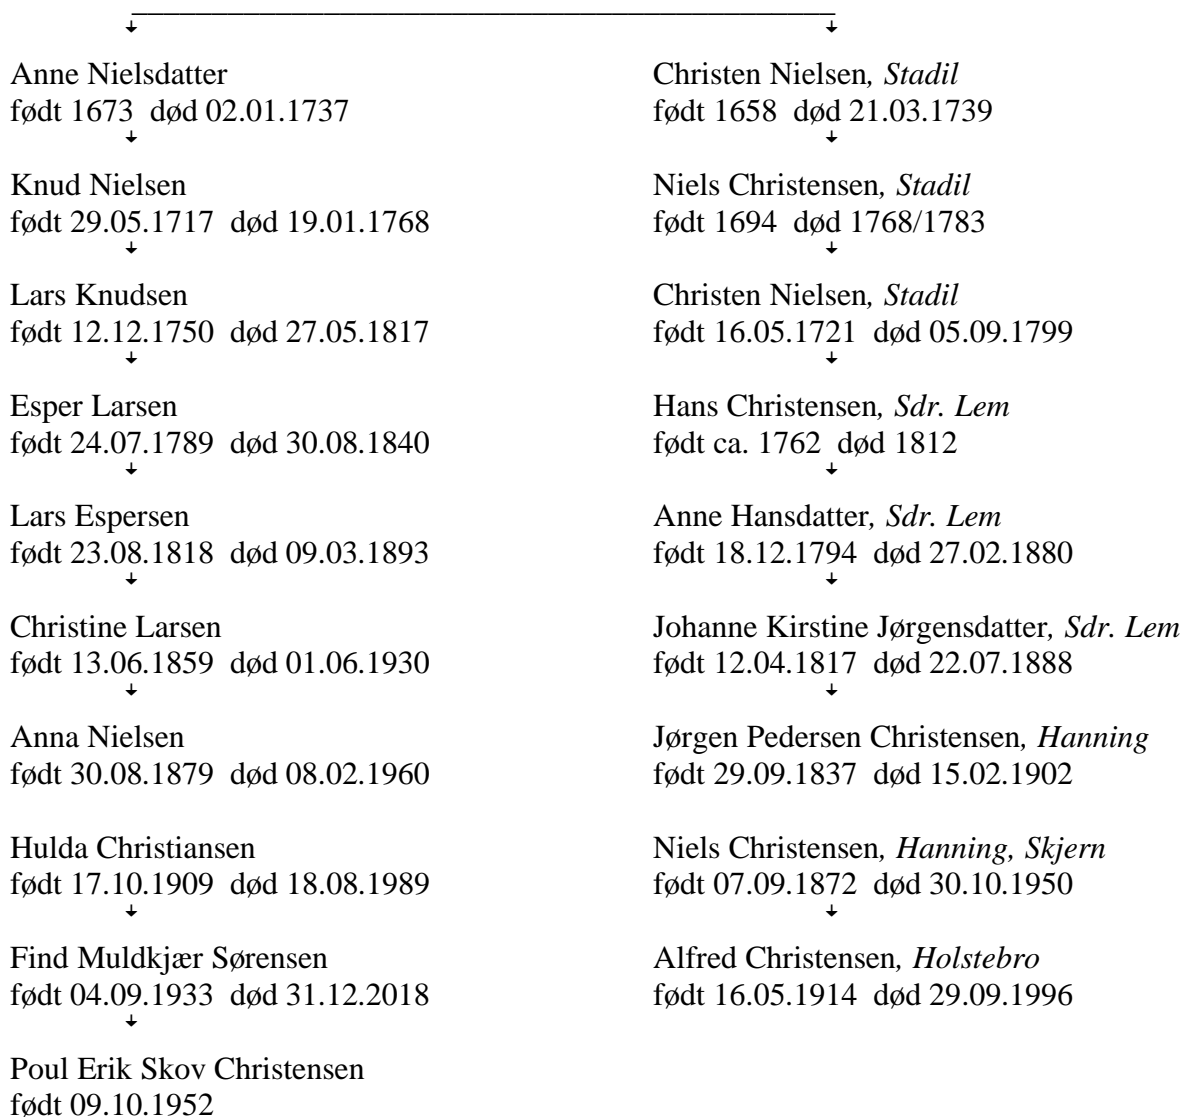 Anne Nielsdatter
født 1673 død 02.01.1737
Knud Nielsen
født 29.05.1717 død 19.01.1768
Lars Knudsen
født 12.12.1750 død 27.05.1817
Esper Larsen
født 24.07.1789 død 30.08.1840
Lars Espersen
født 23.08.1818 død 09.03.1893
Christine Larsen
født 13.06.1859 død 01.06.1930
Anna Nielsen
født 30.08.1879 død 08.02.1960
Hulda Christiansen
født 17.10.1909 død 18.08.1989
Find Muldkjær Sørensen
født 04.09.1933 død 31.12.2018
Poul Erik Skov Christensen
født 09.10.1952
Christen Nielsen, Stadil
født 1658 død 21.03.1739
Niels Christensen, Stadil
født 1694 død 1768/1783
Christen Nielsen, Stadil
født 16.05.1721 død 05.09.1799
Hans Christensen, Sdr. Lem
født ca. 1762 død 1812
Anne Hansdatter, Sdr. Lem
født 18.12.1794 død 27.02.1880
Johanne Kirstine Jørgensdatter, Sdr. Lem
født 12.04.1817 død 22.07.1888
Jørgen Pedersen Christensen, Hanning
født 29.09.1837 død 15.02.1902
Niels Christensen, Hanning, Skjern
født 07.09.1872 død 30.10.1950
Alfred Christensen, Holstebro
født 16.05.1914 død 29.09.1996